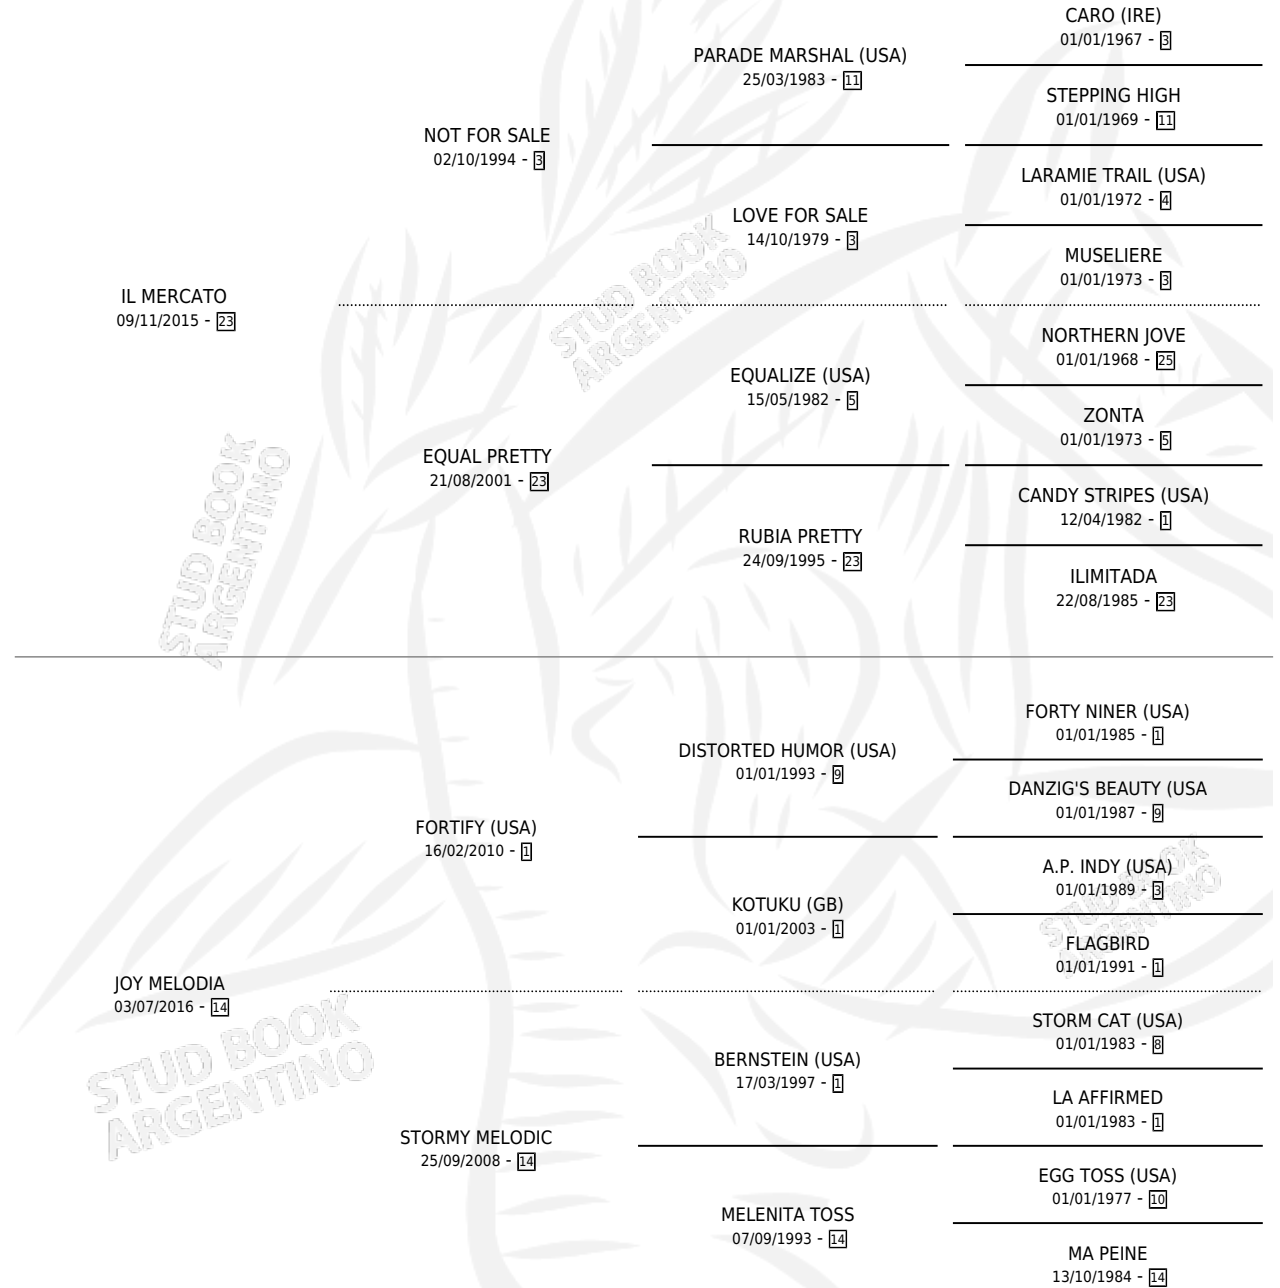 CARO (IRE)
01/01/1967 - 3
PARADE MARSHAL (USA)
25/03/1983 - 11
STEPPING HIGH
01/01/1969 - 11
NOT FOR SALE
02/10/1994 - 3
LARAMIE TRAIL (USA)
01/01/1972 - 4
LOVE FOR SALE
14/10/1979 - 3
MUSELIERE
01/01/1973 - 3
IL MERCATO
09/11/2015 - 23
NORTHERN JOVE
01/01/1968 - 25
EQUALIZE (USA)
15/05/1982 - 5
ZONTA
01/01/1973 - 5
EQUAL PRETTY
21/08/2001 - 23
CANDY STRIPES (USA)
12/04/1982 - 1
RUBIA PRETTY
24/09/1995 - 23
ILIMITADA
22/08/1985 - 23
FORTY NINER (USA)
01/01/1985 - 1
DISTORTED HUMOR (USA)
01/01/1993 - 9
DANZIG'S BEAUTY (USA
01/01/1987 - 9
FORTIFY (USA)
16/02/2010 - 1
A.P. INDY (USA)
01/01/1989 - 3
KOTUKU (GB)
01/01/2003 - 1
FLAGBIRD
01/01/1991 - 1
JOY MELODIA
03/07/2016 - 14
STORM CAT (USA)
01/01/1983 - 8
BERNSTEIN (USA)
17/03/1997 - 1
LA AFFIRMED
01/01/1983 - 1
STORMY MELODIC
25/09/2008 - 14
EGG TOSS (USA)
01/01/1977 - 10
MELENITA TOSS
07/09/1993 - 14
MA PEINE
13/10/1984 - 14
STUD BOOK
ARGENTINO
STUD BOOK
ARGENTINO
STUD BOOK
ARGENTINO
STUD BOOK
ARGENTINO